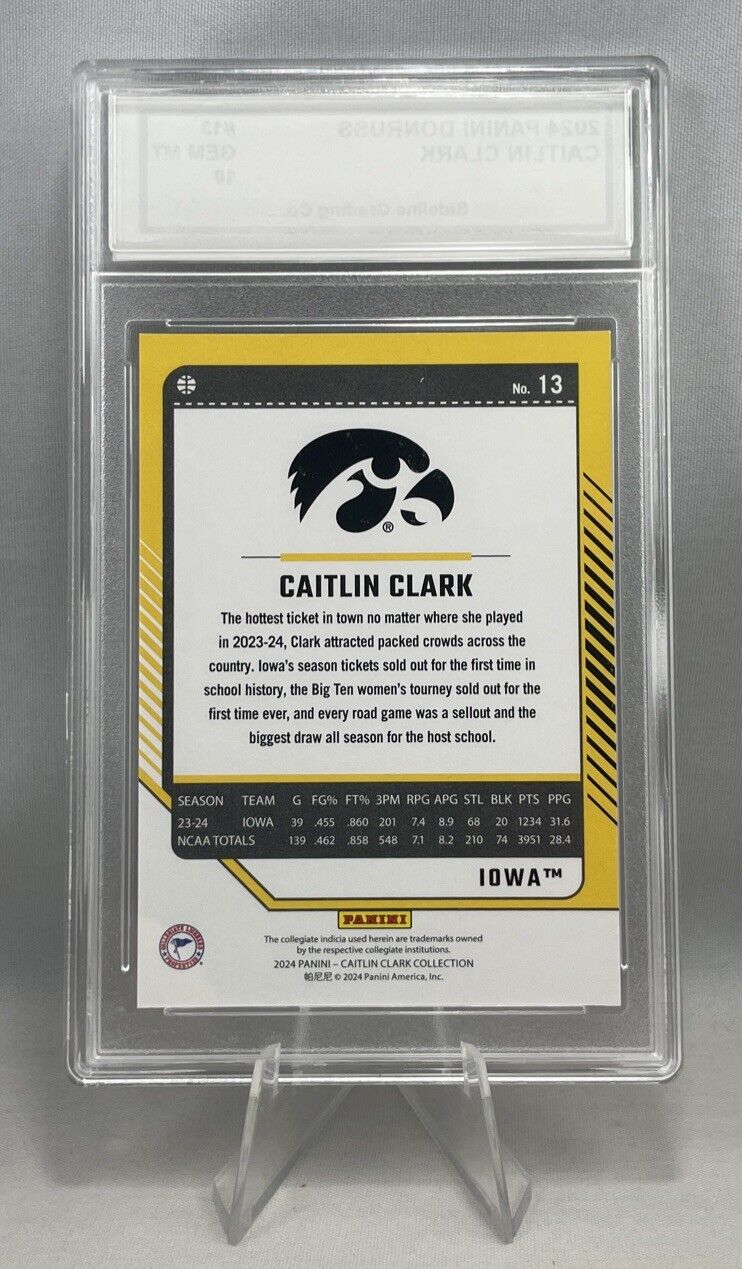 2024 PANINI DONRUSS #13
CAITLIN CLARK GEM MT
10
Sideline Grading Co.
No. 13
®
CAITLIN CLARK
The hottest ticket in town no matter where she played
in 2023-24, Clark attracted packed crowds across the
country. Iowa's season tickets sold out for the first time in
school history, the Big Ten women's tourney sold out for the
first time ever, and every road game was a sellout and the
biggest draw all season for the host school.
SEASON TEAM G FG% FT% 3PM RPG APG STL BLK PTS PPG
23-24 IOWA 39 .455 .860 201 7.4 8.9 68 20 1234 31.6
NCAA TOTALS 139 .462 .858 548 7.1 8.2 210 74 3951 28.4
IOWA™
PANINI
COLLEGIATE LICENSED PROPERTIES
The collegiate indicia used herein are trademarks owned
by the respective collegiate institutions.
2024 PANINI – CAITLIN CLARK COLLECTION
帕尼尼 © 2024 Panini America, Inc.